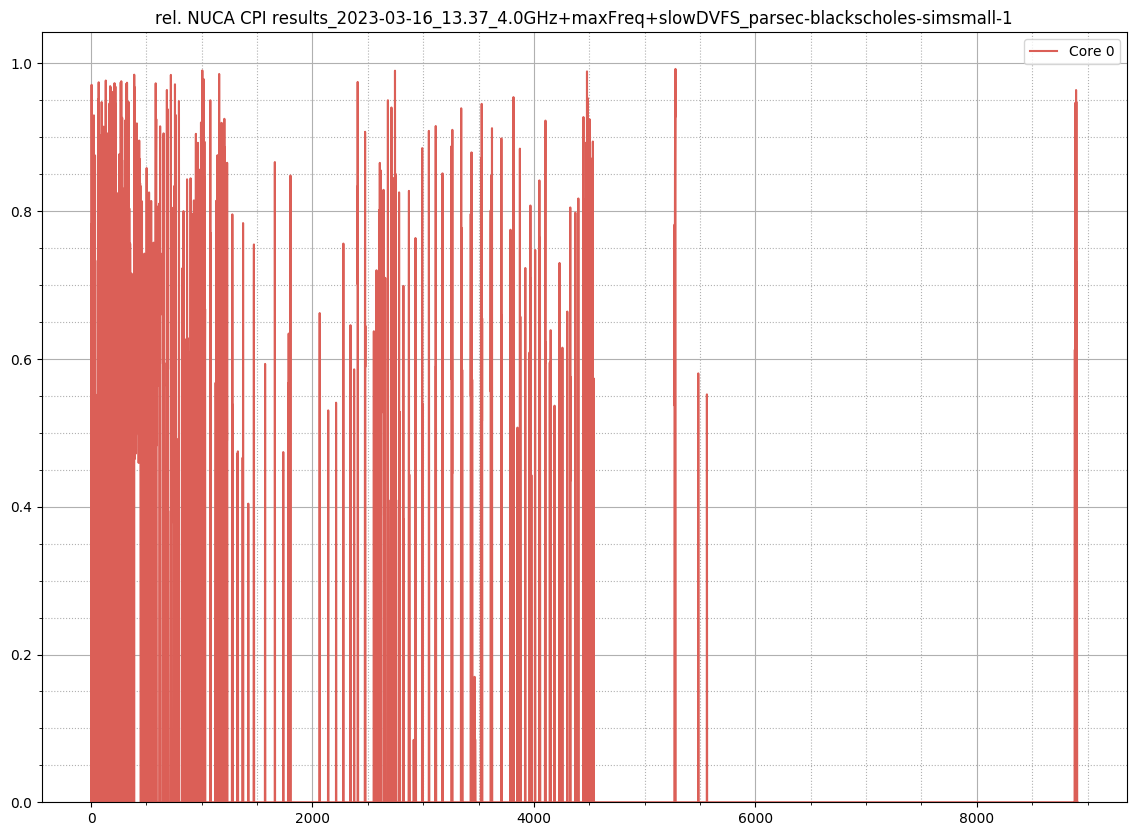 rel. NUCA CPI results_2023-03-16_13.37_4.0GHz+maxFreq+slowDVFS_parsec-blackscholes-simsmall-1
Core 0
1.0
0.8
0.6
0.4
0.2
0.0
0 2000 4000 6000 8000